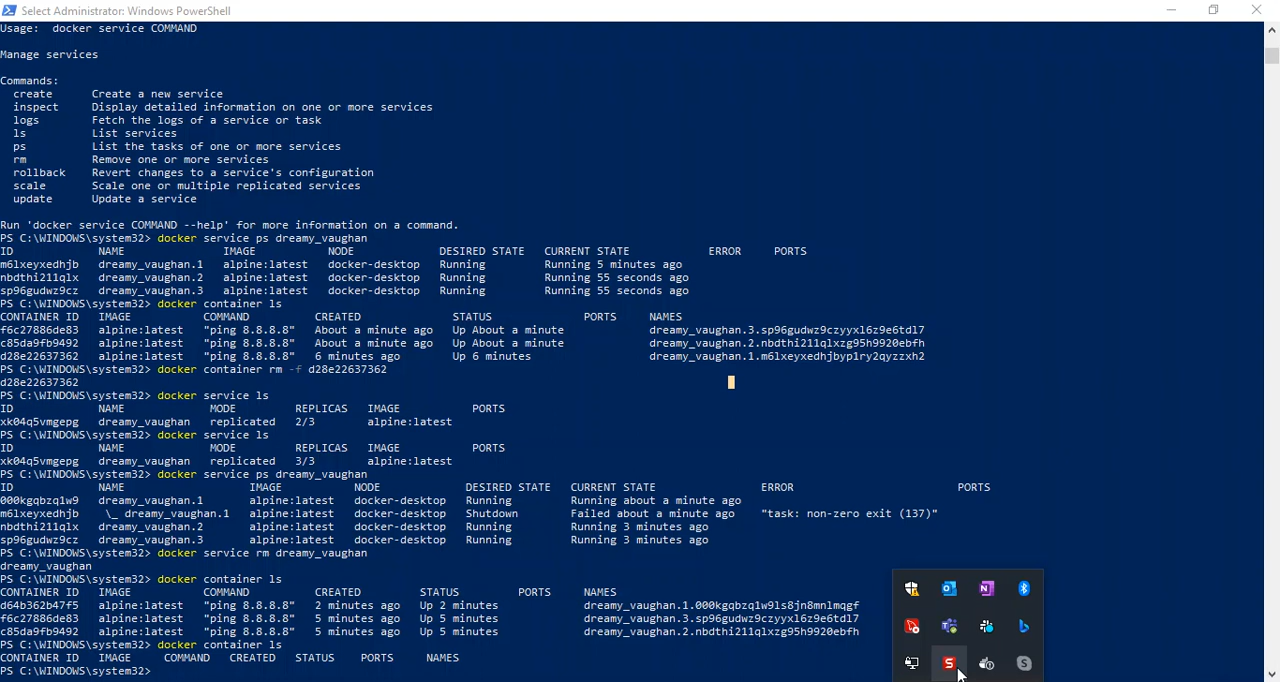 Select Administrator: Windows PowerShell
Usage:  docker service COMMAND
Manage services
Commands:
  create      Create a new service
  inspect     Display detailed information on one or more services
  logs        Fetch the logs of a service or task
  ls          List services
  ps          List the tasks of one or more services
  rm          Remove one or more services
  rollback    Revert changes to a service's configuration
  scale       Scale one or multiple replicated services
  update      Update a service
Run 'docker service COMMAND --help' for more information on a command.
PS C:\WINDOWS\system32> docker service ps dreamy_vaughan
ID             NAME               IMAGE           NODE             DESIRED STATE   CURRENT STATE            ERROR     PORTS
m6lxeyxedhjb   dreamy_vaughan.1   alpine:latest   docker-desktop   Running         Running 5 minutes ago
nbdthi211qlx   dreamy_vaughan.2   alpine:latest   docker-desktop   Running         Running 55 seconds ago
sp96gudwz9cz   dreamy_vaughan.3   alpine:latest   docker-desktop   Running         Running 55 seconds ago
PS C:\WINDOWS\system32> docker container ls
CONTAINER ID   IMAGE           COMMAND          CREATED              STATUS              PORTS     NAMES
f6c27886de83   alpine:latest   "ping 8.8.8.8"   About a minute ago   Up About a minute             dreamy_vaughan.3.sp96gudwz9czyyxl6z9e6tdl7
c85da9fb9492   alpine:latest   "ping 8.8.8.8"   About a minute ago   Up About a minute             dreamy_vaughan.2.nbdthi211qlxzg95h9920ebfh
d28e22637362   alpine:latest   "ping 8.8.8.8"   6 minutes ago        Up 6 minutes                  dreamy_vaughan.1.m6lxeyxedhjbyp1ry2qyzzxh2
PS C:\WINDOWS\system32> docker container rm -f d28e22637362
d28e22637362
PS C:\WINDOWS\system32> docker service ls
ID             NAME             MODE         REPLICAS   IMAGE           PORTS
xk04q5vmgepg   dreamy_vaughan   replicated   2/3        alpine:latest
PS C:\WINDOWS\system32> docker service ls
ID             NAME             MODE         REPLICAS   IMAGE           PORTS
xk04q5vmgepg   dreamy_vaughan   replicated   3/3        alpine:latest
PS C:\WINDOWS\system32> docker service ps dreamy_vaughan
ID             NAME                   IMAGE           NODE             DESIRED STATE   CURRENT STATE                ERROR                         PORTS
000kgqbzq1w9   dreamy_vaughan.1       alpine:latest   docker-desktop   Running         Running about a minute ago
m6lxeyxedhjb    \_ dreamy_vaughan.1   alpine:latest   docker-desktop   Shutdown        Failed about a minute ago    "task: non-zero exit (137)"
nbdthi211qlx   dreamy_vaughan.2       alpine:latest   docker-desktop   Running         Running 3 minutes ago
sp96gudwz9cz   dreamy_vaughan.3       alpine:latest   docker-desktop   Running         Running 3 minutes ago
PS C:\WINDOWS\system32> docker service rm dreamy_vaughan
dreamy_vaughan
PS C:\WINDOWS\system32> docker container ls
CONTAINER ID   IMAGE           COMMAND          CREATED         STATUS         PORTS     NAMES
d64b362b47f5   alpine:latest   "ping 8.8.8.8"   2 minutes ago   Up 2 minutes             dreamy_vaughan.1.000kgqbzq1w9ls8jn8mnlmqgf
f6c27886de83   alpine:latest   "ping 8.8.8.8"   5 minutes ago   Up 5 minutes             dreamy_vaughan.3.sp96gudwz9czyyxl6z9e6tdl7
c85da9fb9492   alpine:latest   "ping 8.8.8.8"   5 minutes ago   Up 5 minutes             dreamy_vaughan.2.nbdthi211qlxzg95h9920ebfh
PS C:\WINDOWS\system32> docker container ls
CONTAINER ID   IMAGE     COMMAND   CREATED   STATUS    PORTS     NAMES
PS C:\WINDOWS\system32>